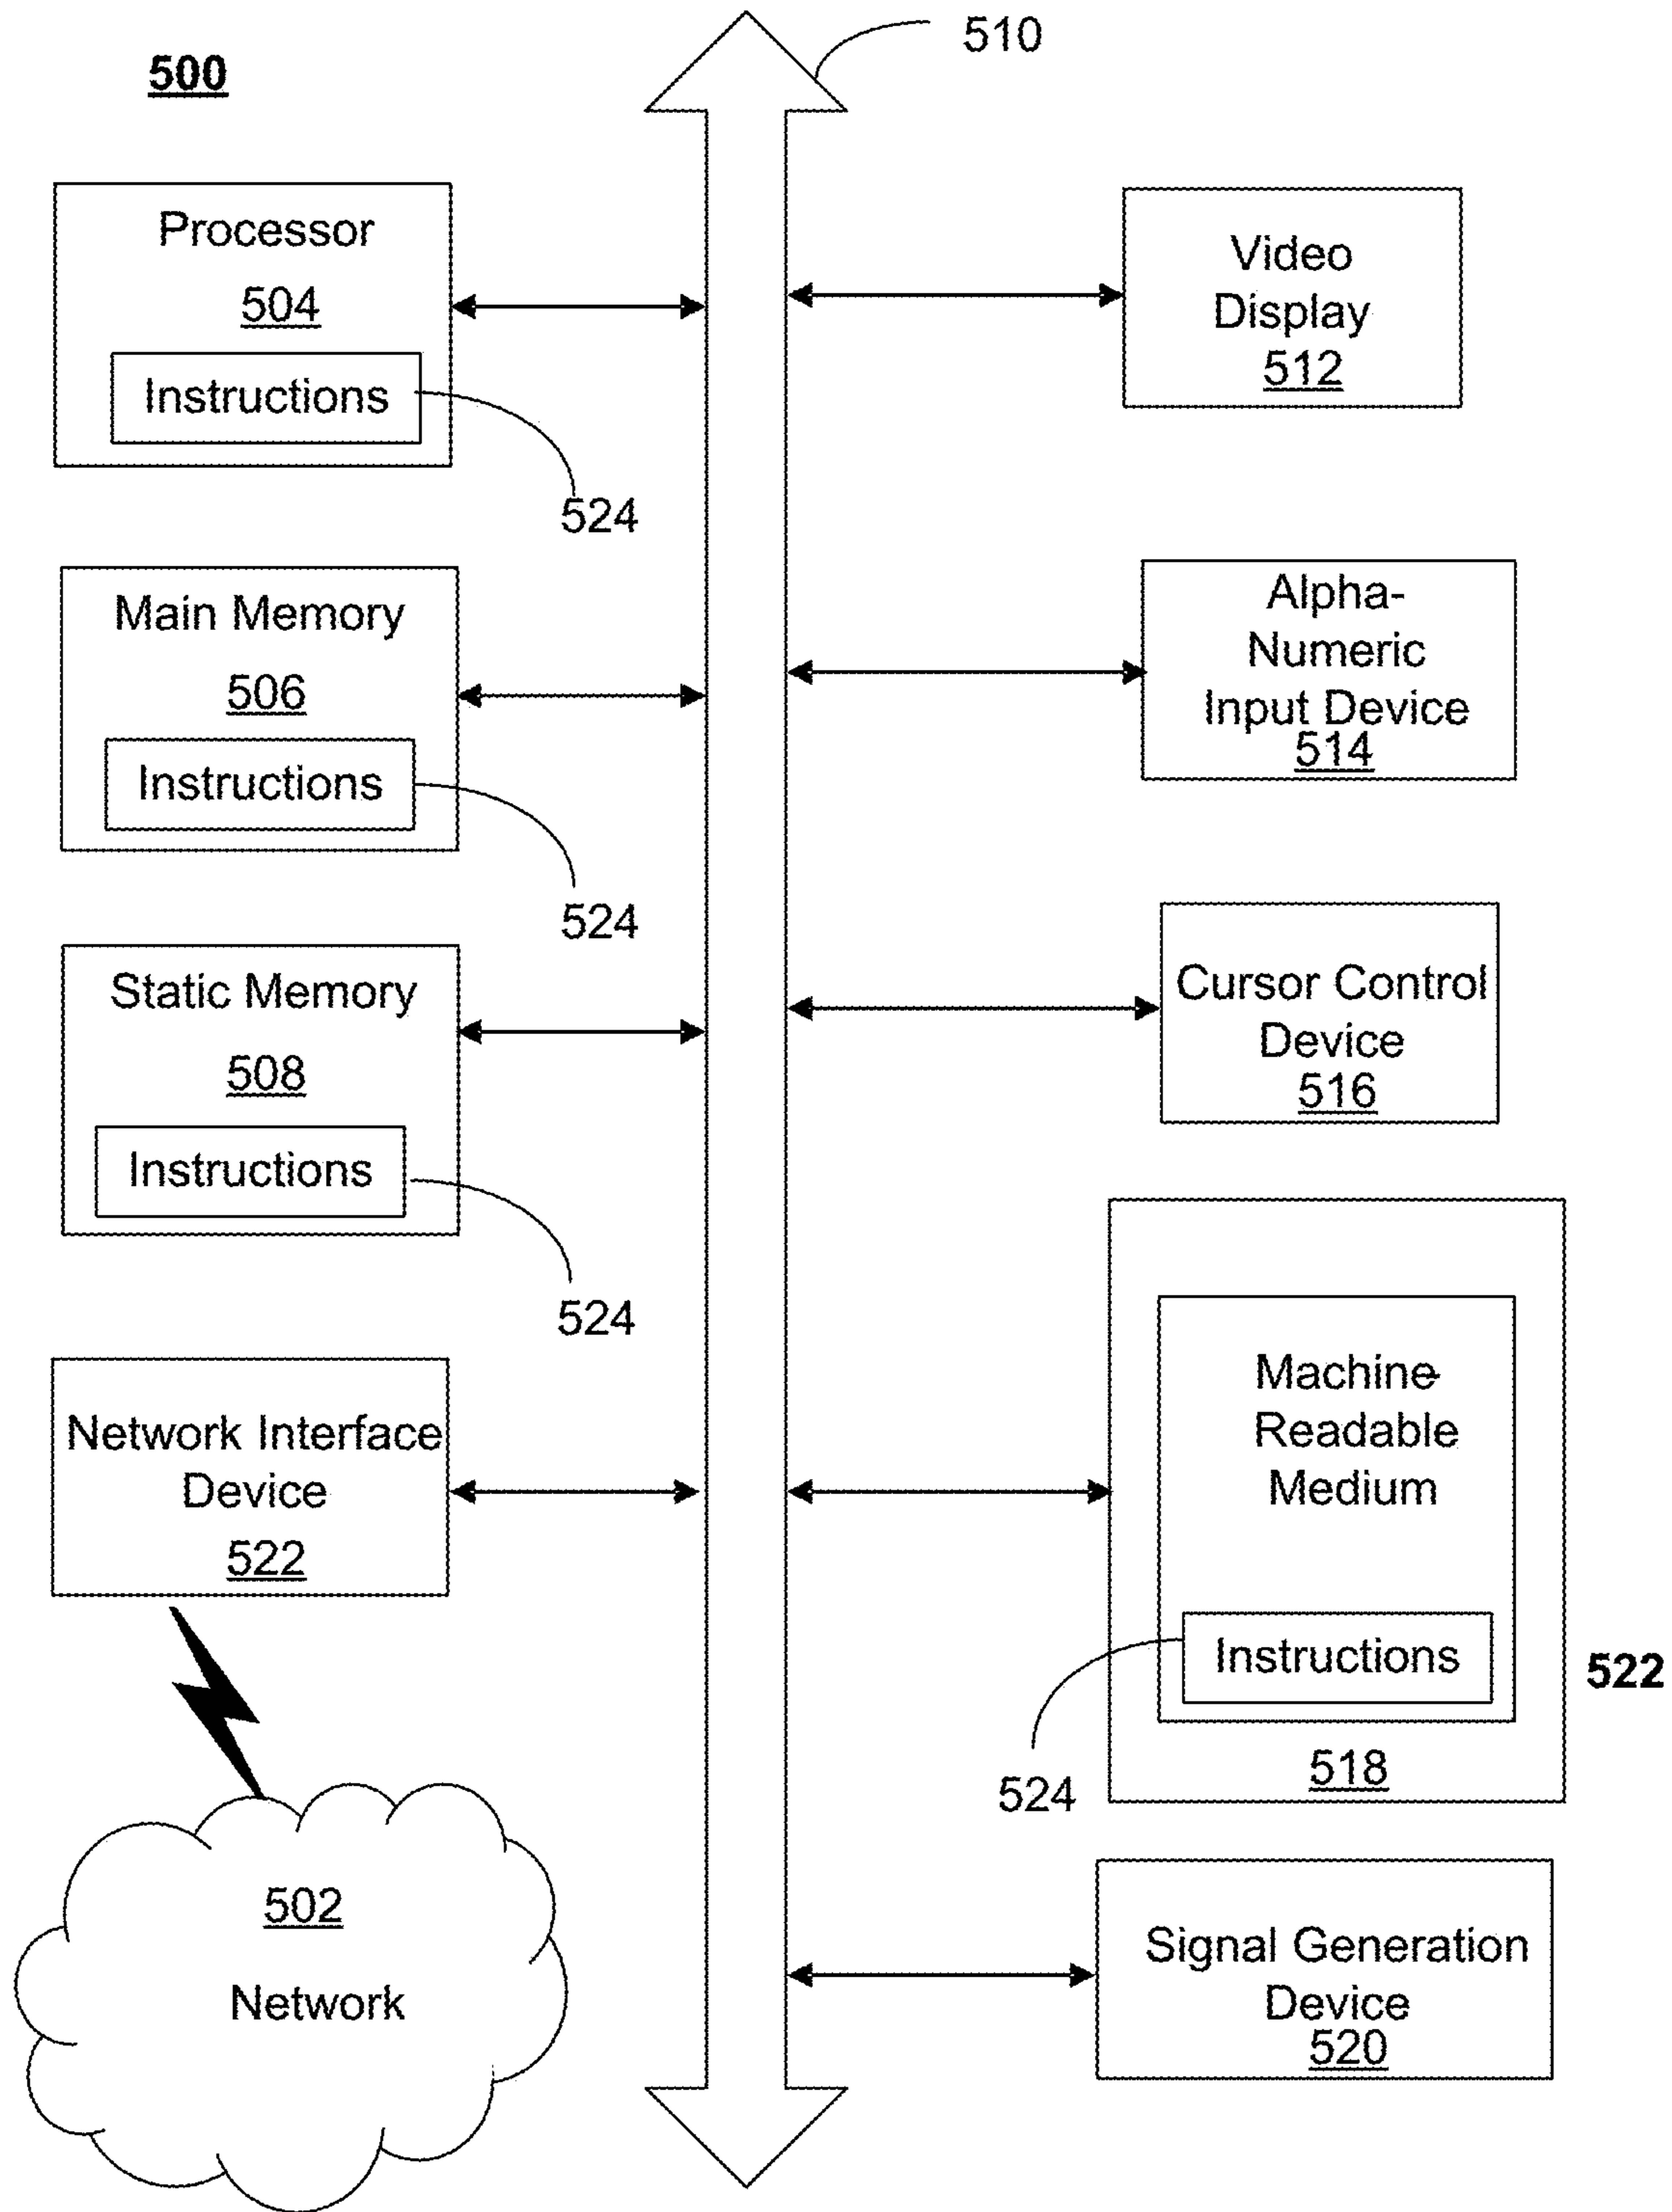 500
510
Processor
504
Instructions
524
Main Memory
506
Instructions
524
Static Memory
508
Instructions
524
Network Interface
Device
522
502
Network
Video
Display
512
Alpha-
Numeric
Input Device
514
Cursor Control
Device
516
Machine-
Readable
Medium
Instructions
522
524
518
Signal Generation
Device
520